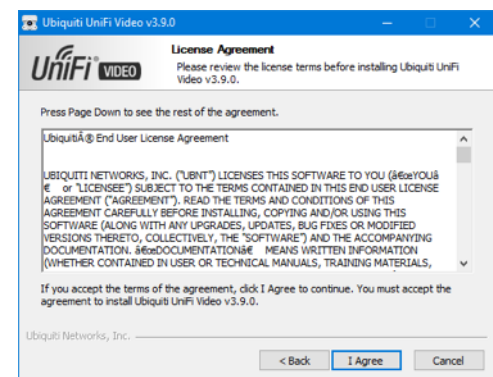 Ubiquiti UniFi Video v3.9.0
UniFi VIDEO
License Agreement
Please review the license terms before installing Ubiquiti UniFi
Video v3.9.0.
Press Page Down to see the rest of the agreement.
UbiquitiÂ® End User License Agreement
UBIQUITI NETWORKS, INC. ("UBNT") LICENSES THIS SOFTWARE TO YOU (â€œYOUâ
€ or "LICENSEE") SUBJECT TO THE TERMS CONTAINED IN THIS END USER LICENSE
AGREEMENT ("AGREEMENT"). READ THE TERMS AND CONDITIONS OF THIS
AGREEMENT CAREFULLY BEFORE INSTALLING, COPYING AND/OR USING THIS
SOFTWARE (ALONG WITH ANY UPGRADES, UPDATES, BUG FIXES OR MODIFIED
VERSIONS THERETO, COLLECTIVELY, THE "SOFTWARE") AND THE ACCOMPANYING
DOCUMENTATION. â€œDOCUMENTATIONâ€ MEANS WRITTEN INFORMATION
(WHETHER CONTAINED IN USER OR TECHNICAL MANUALS, TRAINING MATERIALS,
If you accept the terms of the agreement, click I Agree to continue. You must accept the
agreement to install Ubiquiti UniFi Video v3.9.0.
Ubiquiti Networks, Inc.
< Back I Agree Cancel